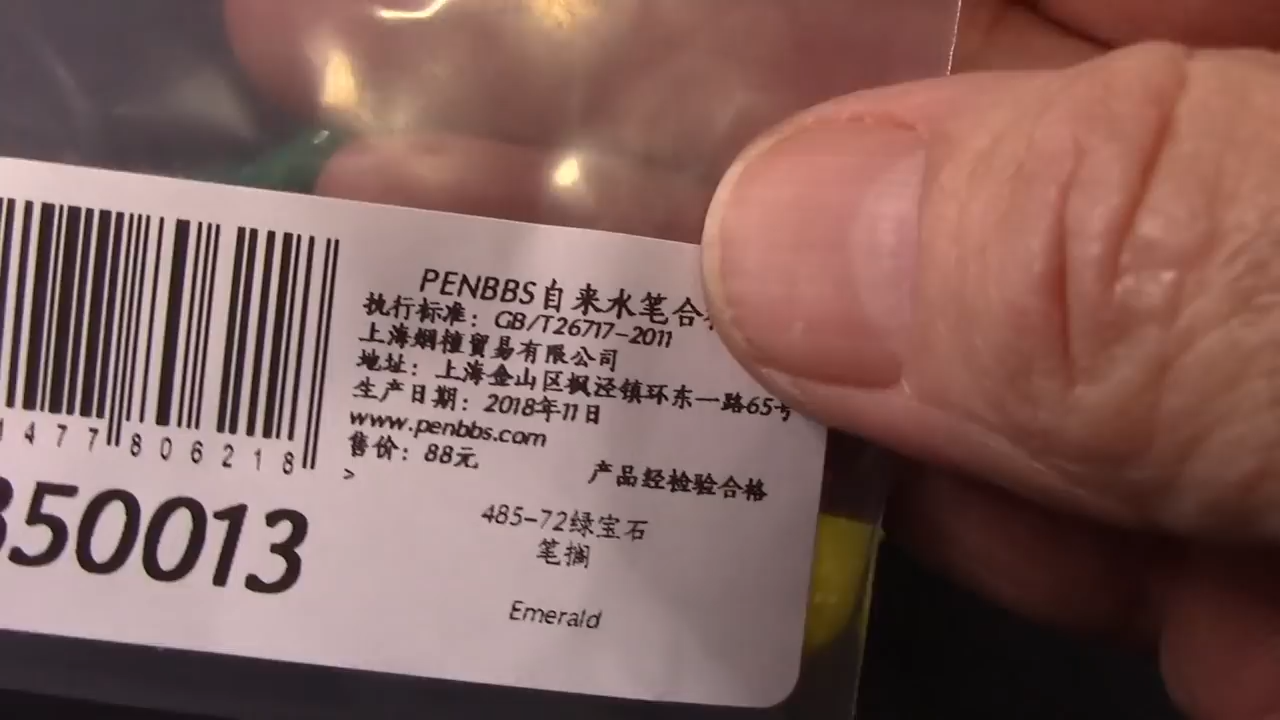 PENBBS自来水笔合
执行标准：GB/T26717-2011
上海烟楦贸易有限公司
地址：上海金山区枫泾镇环东一路65号
生产日期：2018年11日
www.penbbs.com
售价：88元
>
产品经检验合格
485-72绿宝石
笔搁
Emerald
477 806218
350013